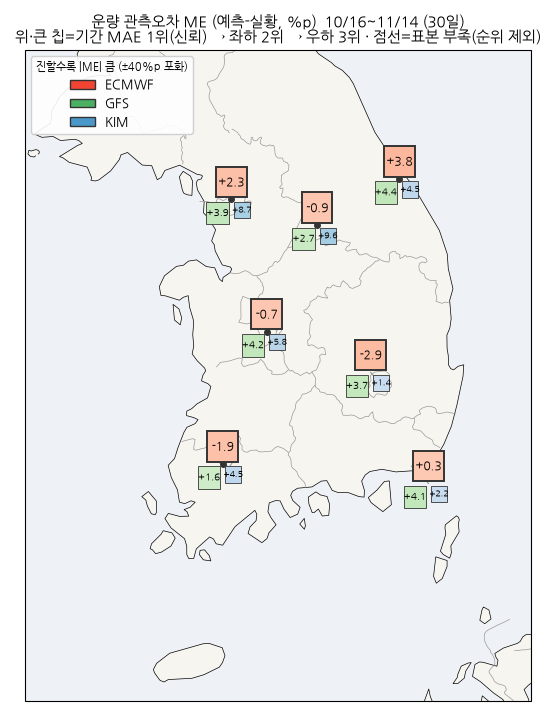 운량 관측오차 ME (예측-실황, %p)  10/16~11/14 (30일)
위·큰 칩=기간 MAE 1위(신뢰) → 좌하 2위 → 우하 3위 · 점선=표본 부족(순위 제외)
진할수록 |ME| 큼 (±40%p 포화)
ECMWF
GFS
KIM
+3.8
+4.4 +4.5
+2.3
+3.9 +8.7
-0.9
+2.7 +9.6
-0.7
+4.2 +5.8
-2.9
+3.7 +1.4
-1.9
+1.6 +4.5
+0.3
+4.1 +2.2